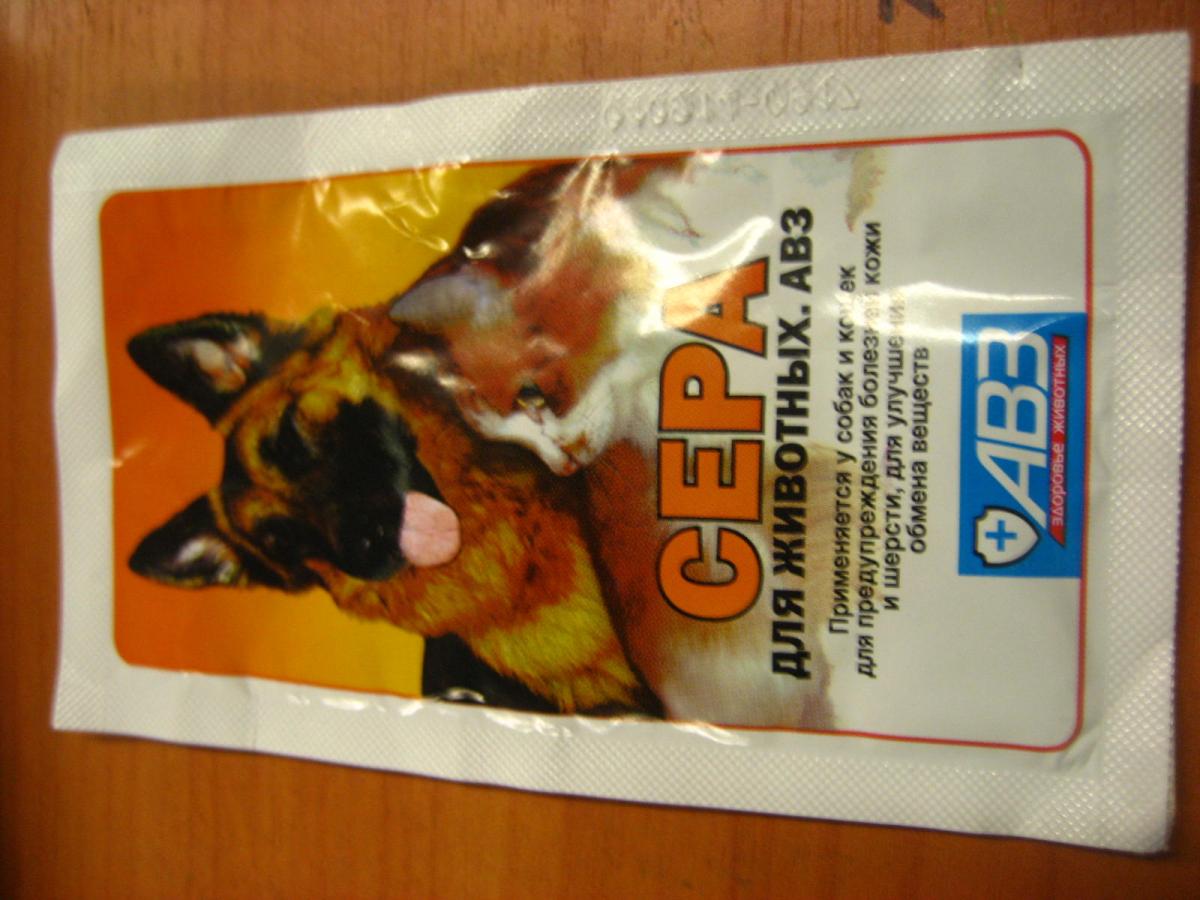 СЕРА
ДЛЯ ЖИВОТНЫХ. АВЗ
Применяется у собак и кошек
для предупреждения болезней кожи
и шерсти, для улучшения
обмена веществ
АВЗ
здоровье животных